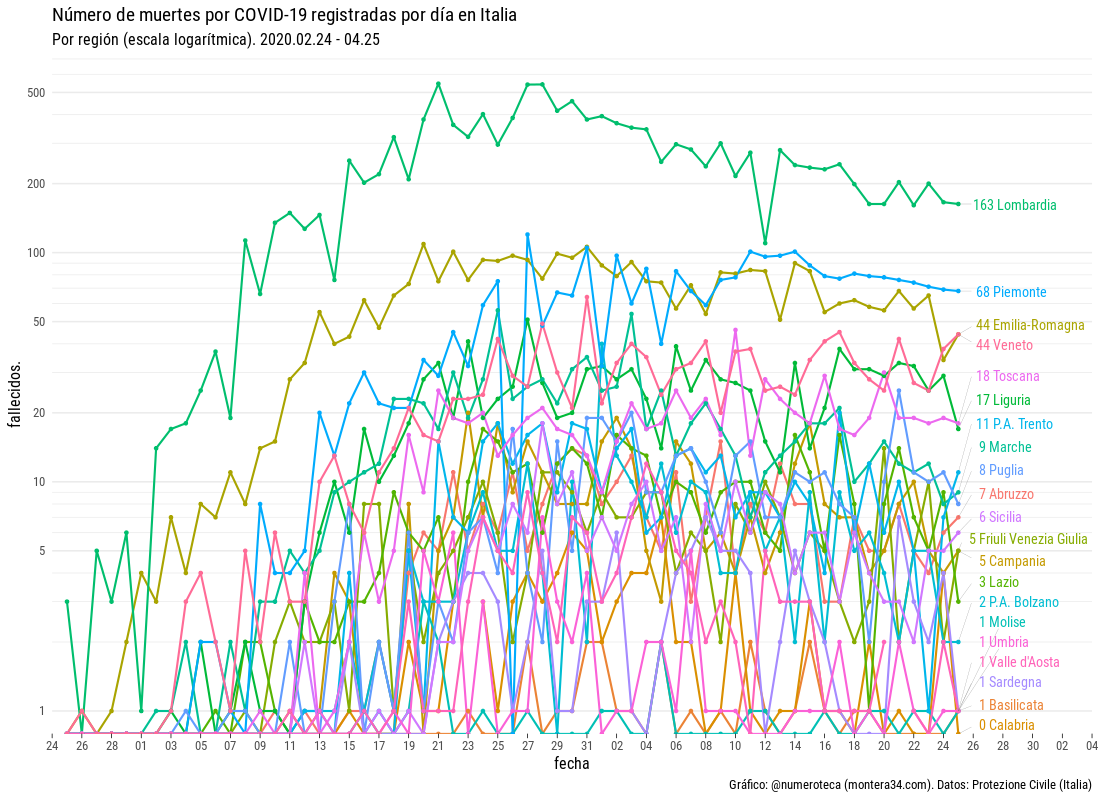 Número de muertes por COVID-19 registradas por día en Italia
Por región (escala logarítmica). 2020.02.24 - 04.25
fallecidos.
500
200
100
50
20
10
5
1
163 Lombardia
68 Piemonte
44 Emilia-Romagna
44 Veneto
18 Toscana
17 Liguria
11 P.A. Trento
9 Marche
8 Puglia
7 Abruzzo
6 Sicilia
5 Friuli Venezia Giulia
5 Campania
3 Lazio
2 P.A. Bolzano
1 Molise
1 Umbria
1 Valle d'Aosta
1 Sardegna
1 Basilicata
0 Calabria
24 26 28 01 03 05 07 09 11 13 15 17 19 21 23 25 27 29 31 02 04 06 08 10 12 14 16 18 20 22 24 26 28 30 02 04
fecha
Gráfico: @numeroteca (montera34.com). Datos: Protezione Civile (Italia)